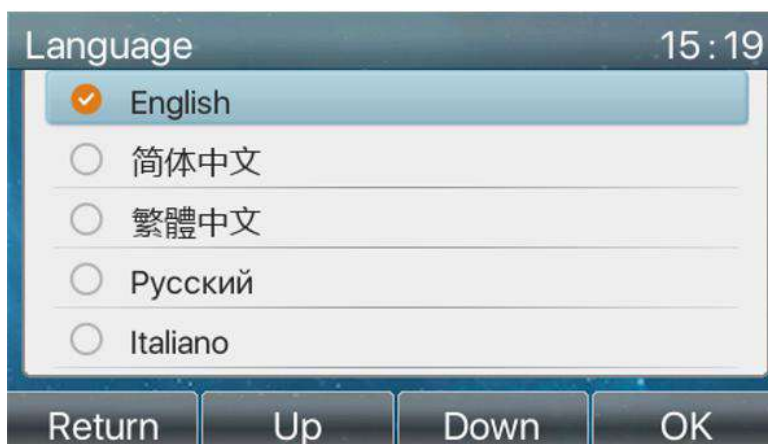 Language 15:19
English
简体中文
繁體中文
Русский
Italiano
Return Up Down OK